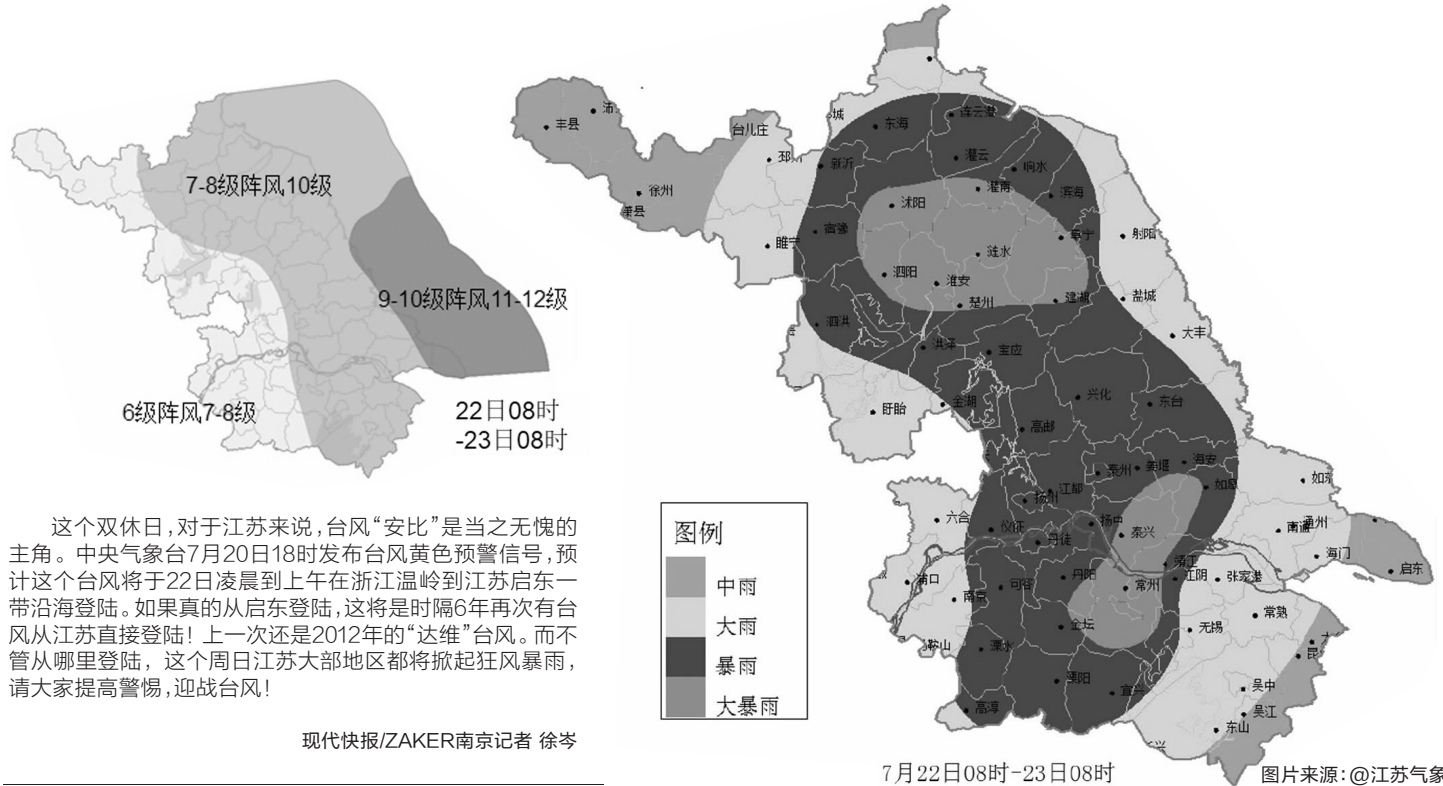 7-8级阵风10级
9-10级阵风11-12级
6级阵风7-8级
22日08时
-23日08时
这个双休日，对于江苏来说，台风“安比”是当之无愧的
主角。中央气象台7月20日18时发布台风黄色预警信号，预
计这个台风将于22日凌晨到上午在浙江温岭到江苏启东一
带沿海登陆。如果真的从启东登陆，这将是时隔6年再次有台
风从江苏直接登陆！上一次还是2012年的“达维”台风。而不
管从哪里登陆，这个周日江苏大部地区都将掀起狂风暴雨，
请大家提高警惕，迎战台风！
现代快报/ZAKER南京记者 徐岑
丰县
沛
台儿庄
徐州
萧县
邳
睢宁
城
东海
连云港
新沂
灌云
响水
灌南
滨海
沭阳
宿豫
阜宁
射阳
涟水
泗阳
淮安
楚州
建湖
盐城
泗洪
大丰
洪泽
宝应
盱眙
金湖
兴化
东台
高邮
泰州
姜堰
海安
如皋
如东
江都
扬州
六合
仪征
扬中
泰兴
南通
通州
丹徒
海门
启东
浦口
句容
丹阳
靖江
江阴
张家港
南京
常州
常熟
金坛
无锡
鞍山
溧水
昆
溧阳
宜兴
吴中
高淳
吴江
东山
图例
中雨
大雨
暴雨
大暴雨
7月22日08时-23日08时
图片来源：@江苏气象